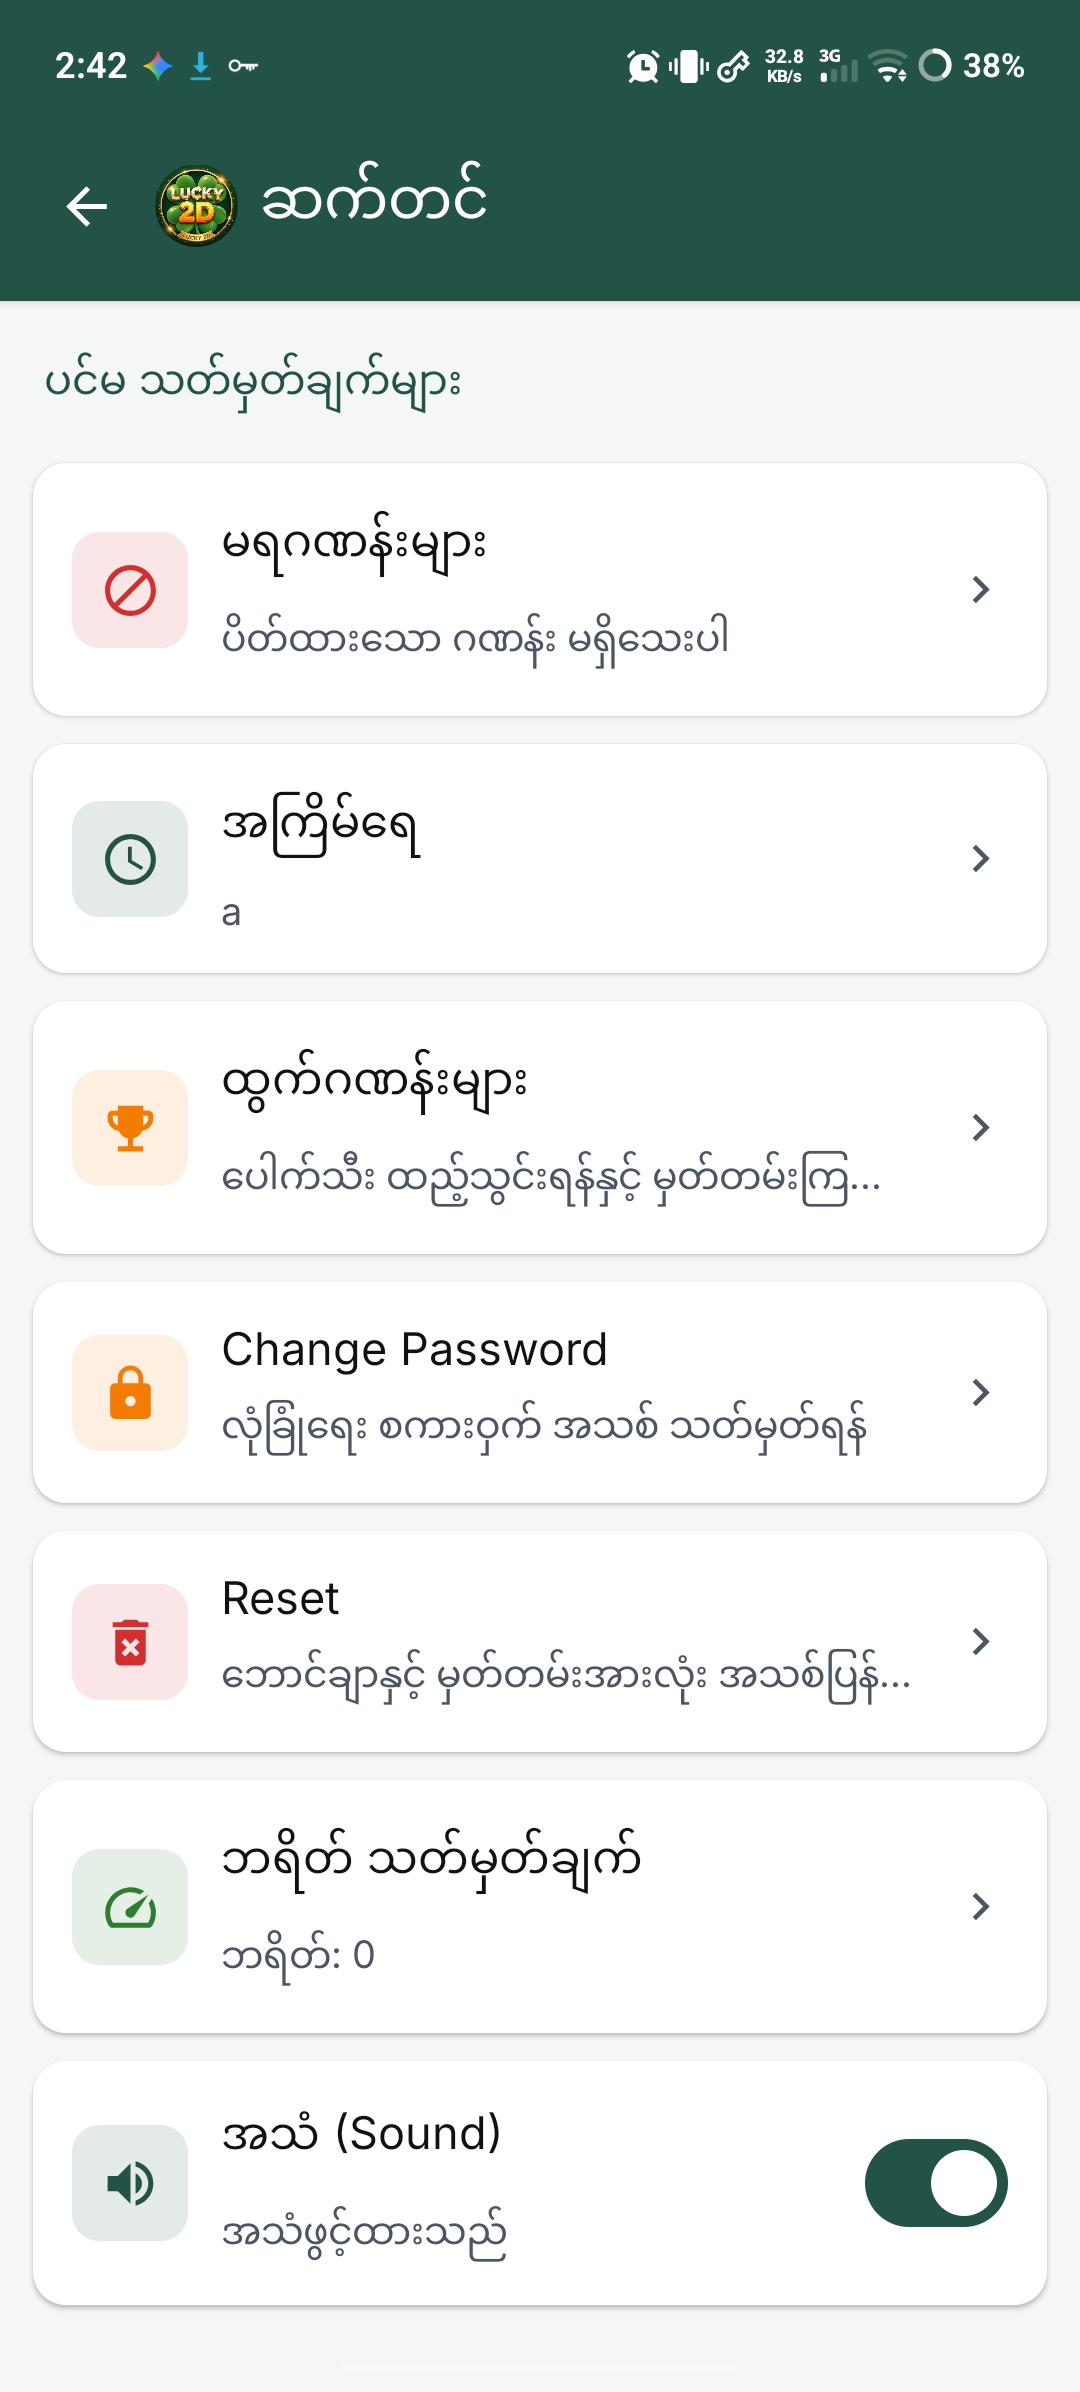 2:42
32.8 KB/s 3G 38%
LUCKY 2D
ဆက်တင်
ပင်မ သတ်မှတ်ချက်များ
မရဂဏန်းများ
ပိတ်ထားသော ဂဏန်း မရှိသေးပါ
အကြိမ်ရေ
a
ထွက်ဂဏန်းများ
ပေါက်သီး ထည့်သွင်းရန်နှင့် မှတ်တမ်းကြ...
Change Password
လုံခြုံရေး စကားဝှက် အသစ် သတ်မှတ်ရန်
Reset
ဘောင်ချာနှင့် မှတ်တမ်းအားလုံး အသစ်ပြန်...
ဘရိတ် သတ်မှတ်ချက်
ဘရိတ်: 0
အသံ (Sound)
အသံဖွင့်ထားသည်